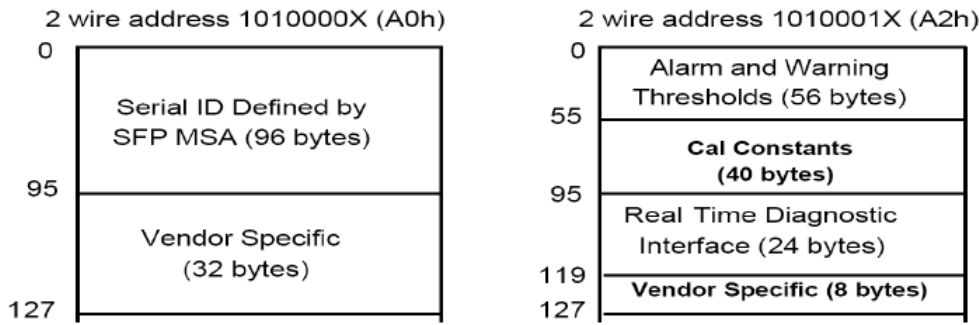 2 wire address 1010000X (A0h)
0
Serial ID Defined by
SFP MSA (96 bytes)
95
Vendor Specific
(32 bytes)
127
2 wire address 1010001X (A2h)
0
Alarm and Warning
Thresholds (56 bytes)
55
Cal Constants
(40 bytes)
95
Real Time Diagnostic
Interface (24 bytes)
119
Vendor Specific (8 bytes)
127